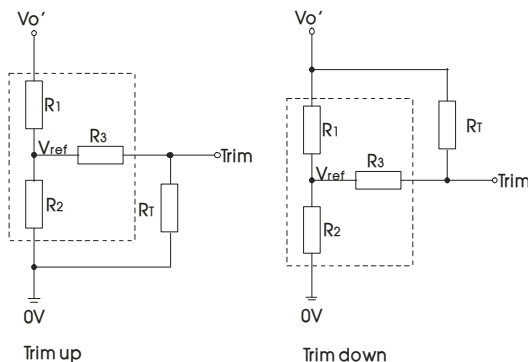 Vo'
R1
Vref
R3
Trim
R2
RT
0V
Trim up
Vo'
R1
RT
Vref
R3
Trim
R2
0V
Trim down